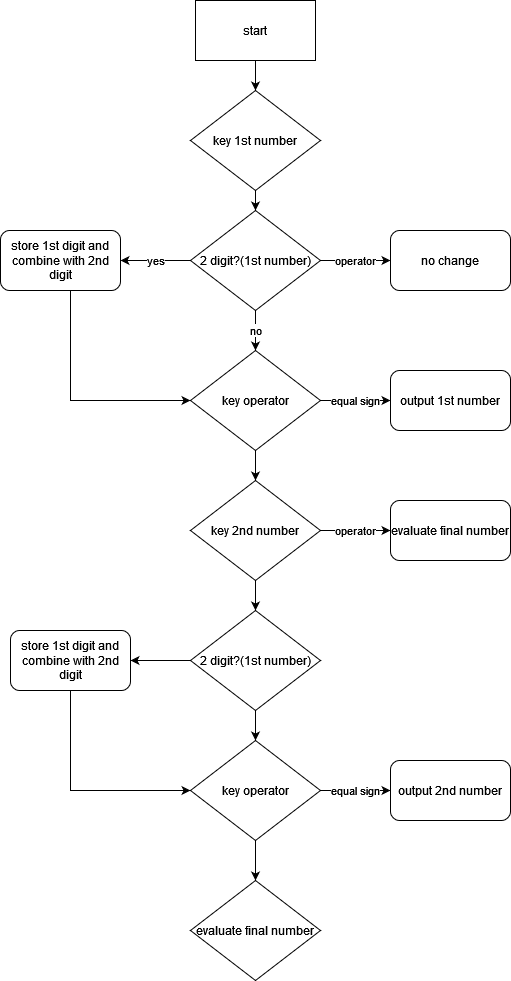 start
key 1st number
store 1st digit and
combine with 2nd
digit
yes
2 digit?(1st number)
operator
no change
no
key operator
equal sign
output 1st number
key 2nd number
operator
evaluate final number
store 1st digit and
combine with 2nd
digit
2 digit?(1st number)
key operator
equal sign
output 2nd number
evaluate final number